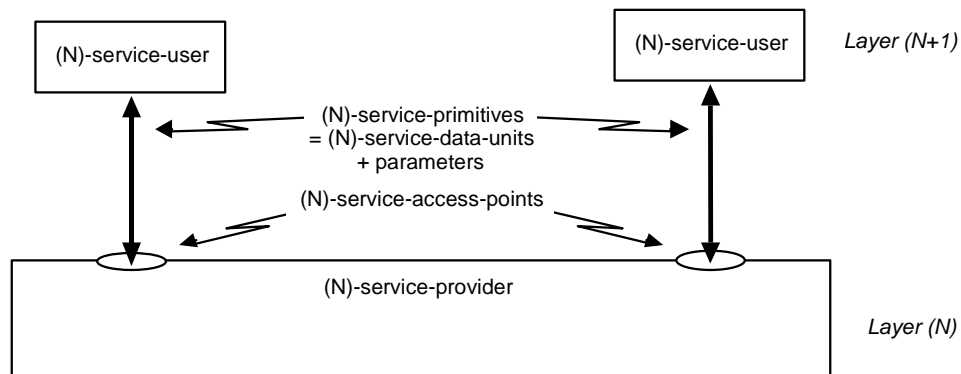 (N)-service-user
(N)-service-user
Layer (N+1)
(N)-service-primitives
= (N)-service-data-units
+ parameters
(N)-service-access-points
(N)-service-provider
Layer (N)